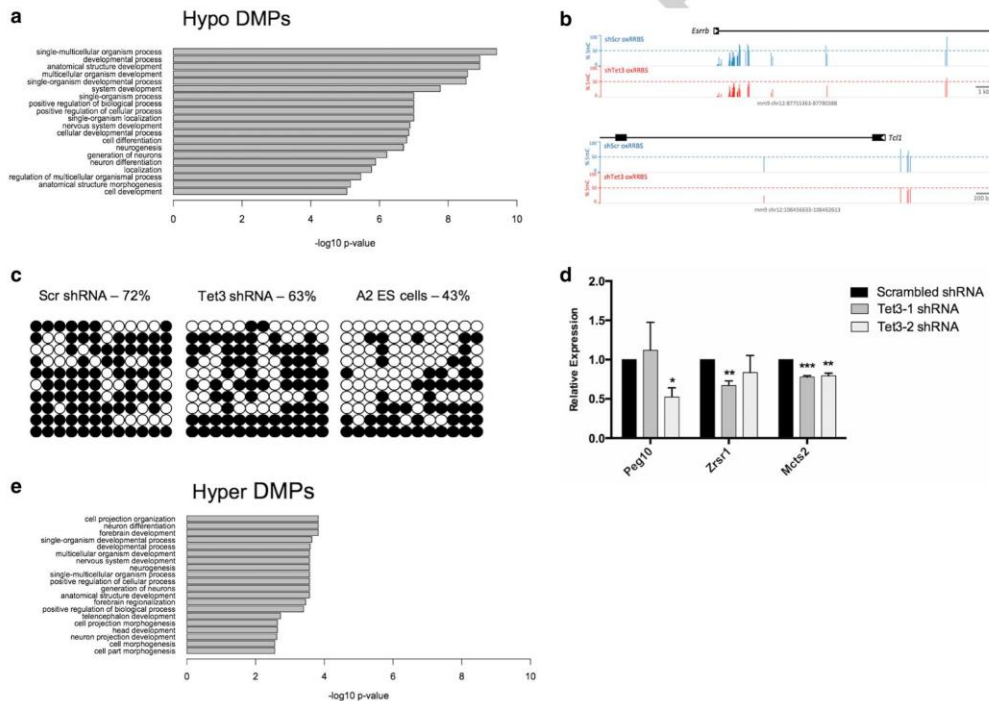 a
Hypo DMPs
single-multicellular organism process
developmental process
anatomical structure development
multicellular organism development
single-organism developmental process
system development
single-organism process
positive regulation of biological process
positive regulation of cellular process
single-organism localization
nervous system development
cellular developmental process
cell differentiation
neurogenesis
generation of neurons
neuron differentiation
localization
regulation of multicellular organismal process
anatomical structure morphogenesis
cell development
0 2 4 6 8 10
-log10 p-value
b
Esrrb
shScr oxRRBS
% 5mC
shTet3 oxRRBS
% 5mC
1 kb
Tcl1
shScr oxRRBS
% 5mC
shTet3 oxRRBS
% 5mC
c
Scr shRNA – 72%
Tet3 shRNA – 63%
A2 ES cells – 43%
d
Scrambled shRNA
Tet3-1 shRNA
Tet3-2 shRNA
Relative Expression
2.0
1.5
1.0
0.5
0.0
*
**
***
**
Peg10
Zrsr1
Mcts2
e
Hyper DMPs
cell projection organization
neuron differentiation
forebrain development
single-organism developmental process
developmental process
multicellular organism development
nervous system development
neurogenesis
single-multicellular organism process
positive regulation of cellular process
generation of neurons
anatomical structure development
forebrain regionalization
positive regulation of biological process
telencephalon development
cell projection morphogenesis
head development
neuron projection development
cell morphogenesis
cell part morphogenesis
0 2 4 6 8 10
-log10 p-value